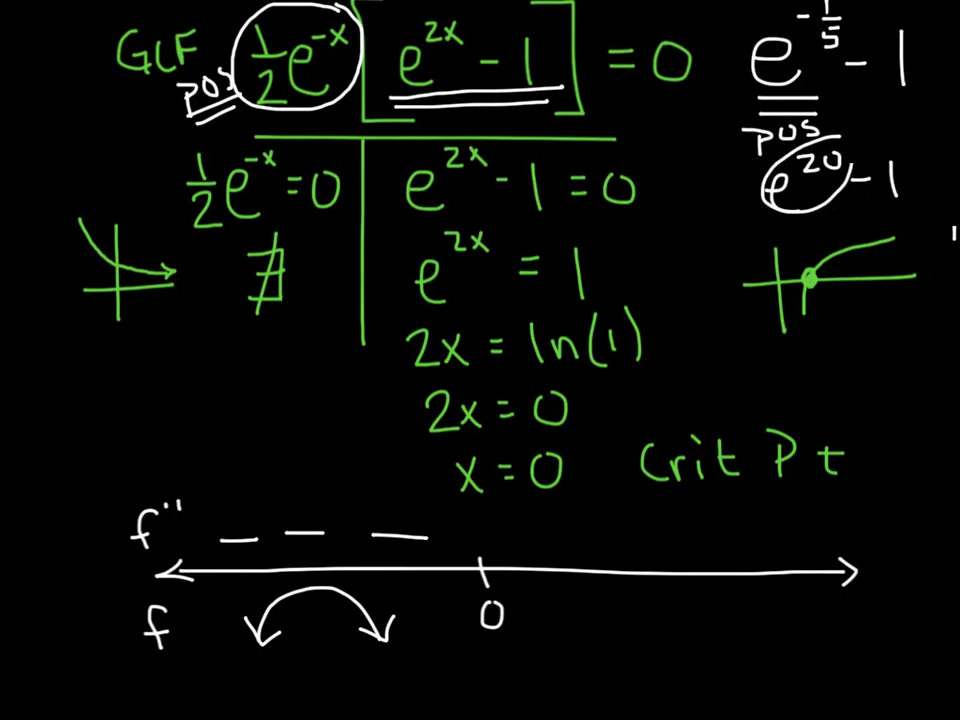 GCF ½e^{-x} [e^{2x} - 1] = 0
pos
½e^{-x} = 0
∄
e^{2x} - 1 = 0
e^{2x} = 1
2x = ln(1)
2x = 0
x = 0 Crit Pt
e^{-1/5} - 1
pos
e^{20} - 1
f'' — — —
0
f